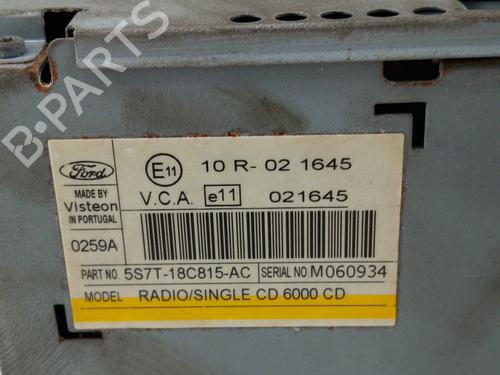 B-PARTS
Ford
E11 10 R- 02 1645
MADE BY
Visteon
IN PORTUGAL
V.C.A. e11 021645
0259A
PART NO. 5S7T-18C815-AC SERIAL NO. M060934
MODEL RADIO/SINGLE CD 6000 CD